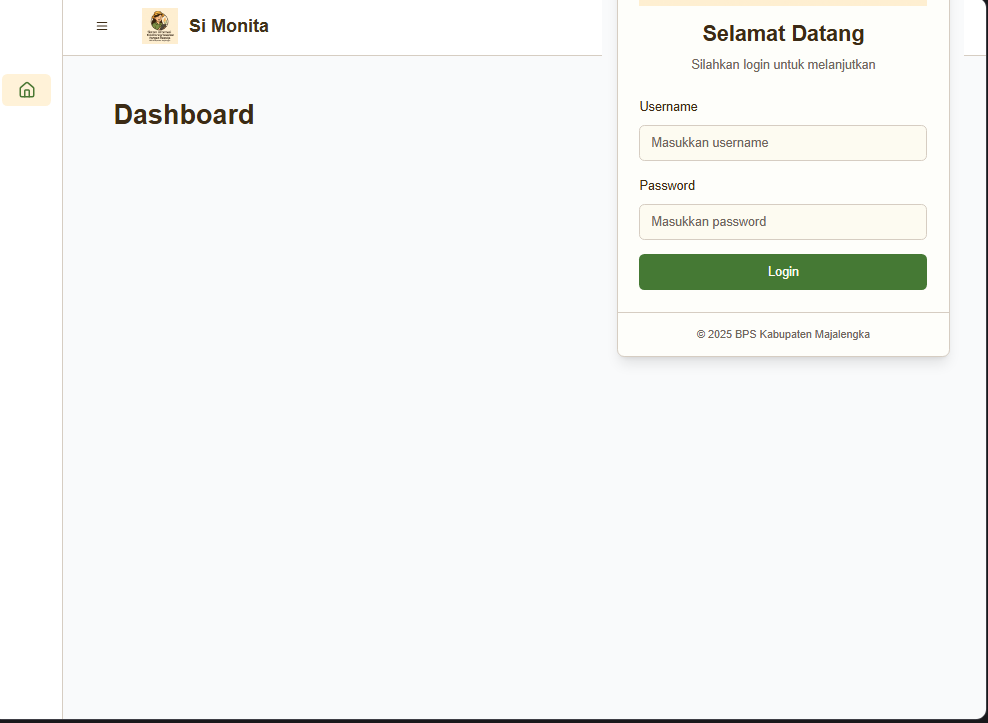 Si Monita
Dashboard
Selamat Datang
Silahkan login untuk melanjutkan
Username
Masukkan username
Password
Masukkan password
Login
© 2025 BPS Kabupaten Majalengka